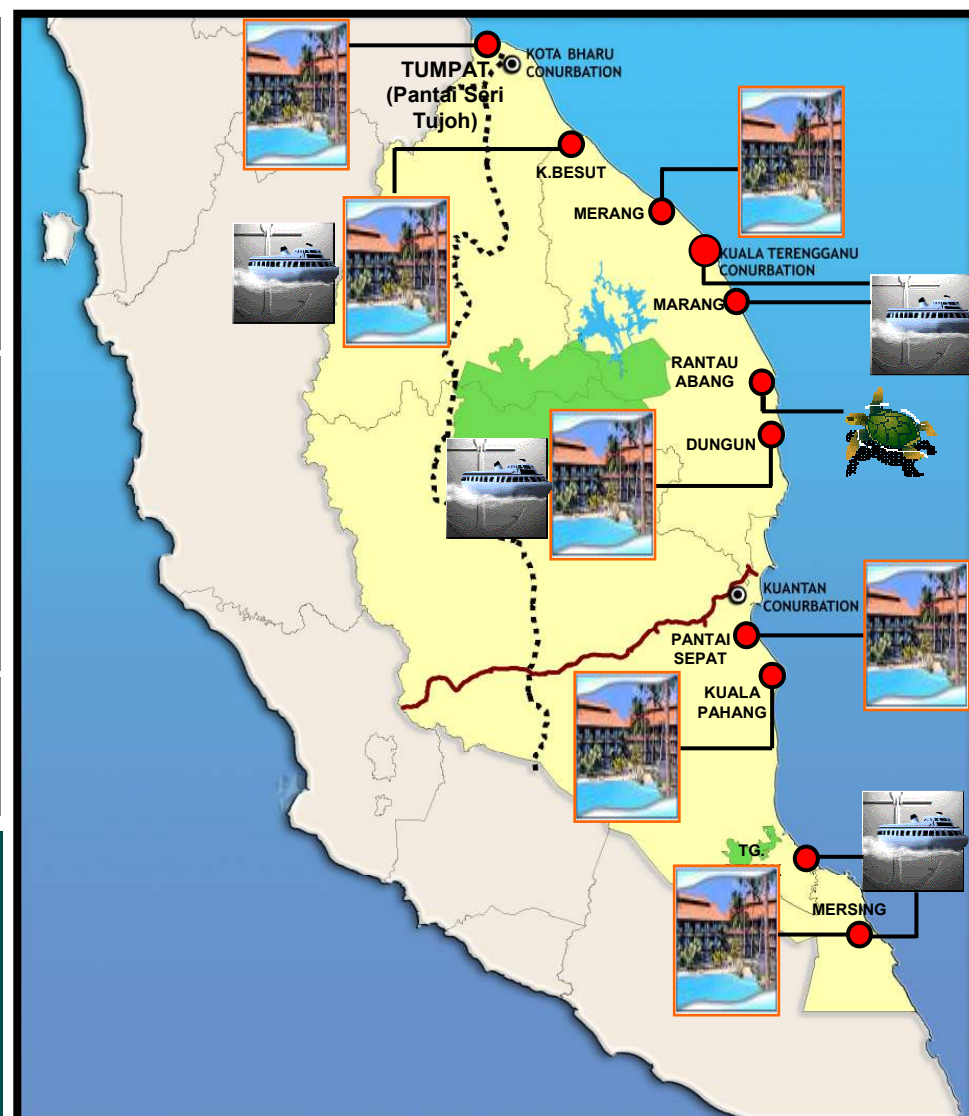 KOTA BHARU
CONURBATION
TUMPAT
(Pantai Seri
Tujoh)
K.BESUT
MERANG
KUALA TERENGGANU
CONURBATION
MARANG
RANTAU
ABANG
DUNGUN
KUANTAN
CONURBATION
PANTAI
SEPAT
KUALA
PAHANG
TG.
MERSING